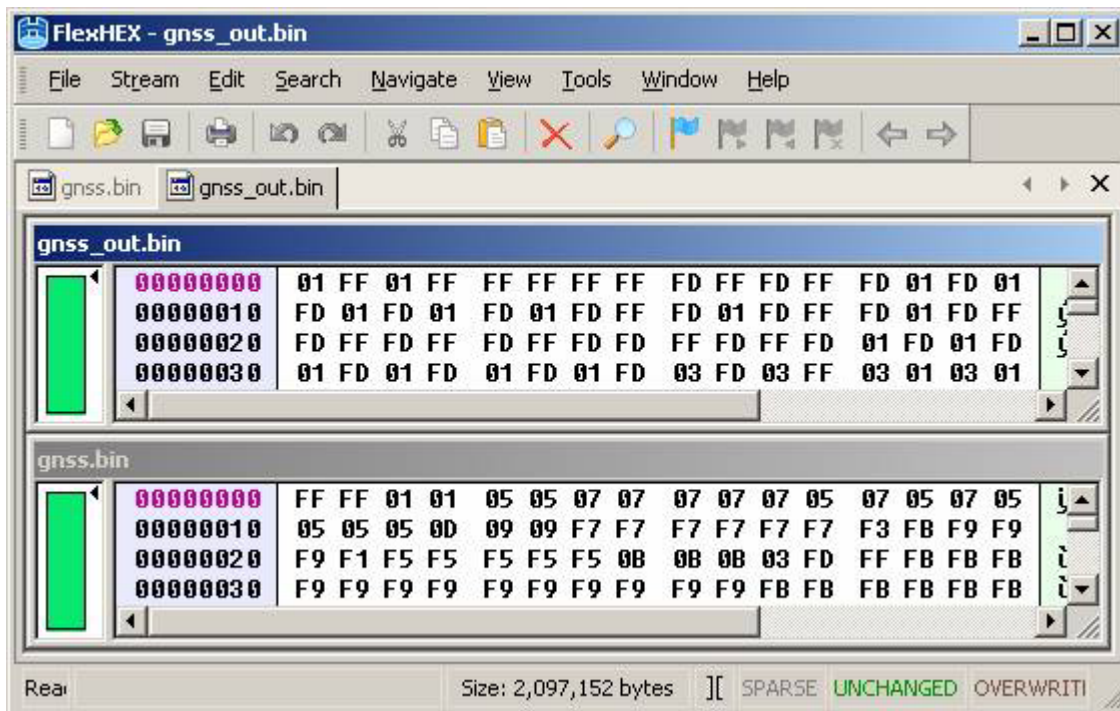 FlexHEX - gnss_out.bin
File Stream Edit Search Navigate View Tools Window Help
gnss.bin gnss_out.bin
gnss_out.bin
00000000 01 FF 01 FF FF FF FF FF FD FF FD FF FD 01 FD 01
00000010 FD 01 FD 01 FD 01 FD FF FD 01 FD FF FD 01 FD FF
00000020 FD FF FD FF FD FF FD FD FF FD FF FD 01 FD 01 FD
00000030 01 FD 01 FD 01 FD 01 FD 03 FD 03 FF 03 01 03 01
gnss.bin
00000000 FF FF 01 01 05 05 07 07 07 07 07 05 07 05 07 05
00000010 05 05 05 0D 09 09 F7 F7 F7 F7 F7 F7 F3 FB F9 F9
00000020 F9 F1 F5 F5 F5 F5 F5 0B 0B 0B 03 FD FF FB FB FB
00000030 F9 F9 F9 F9 F9 F9 F9 F9 F9 F9 FB FB FB FB FB FB
Size: 2,097,152 bytes ][ SPARSE UNCHANGED OVERWRITI